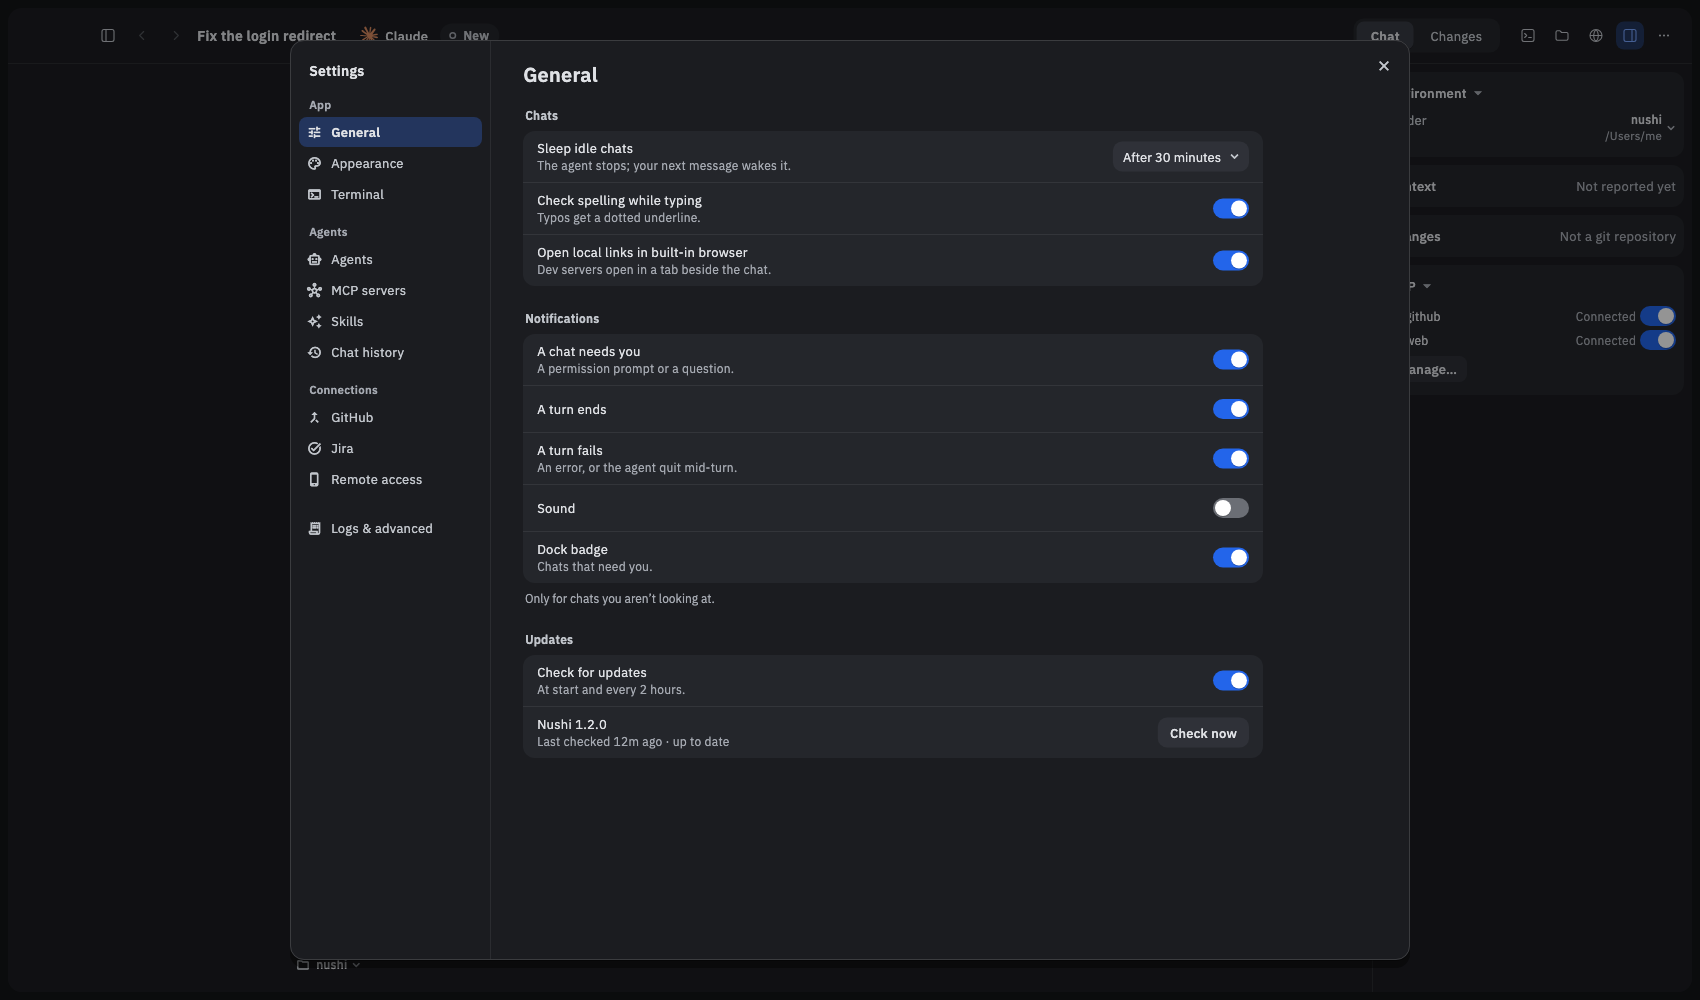 Fix the login redirect
Claude
New
Chat
Changes
Settings
App
General
Appearance
Terminal
Agents
Agents
MCP servers
Skills
Chat history
Connections
GitHub
Jira
Remote access
Logs & advanced
General
Chats
Sleep idle chats
The agent stops; your next message wakes it.
After 30 minutes
Check spelling while typing
Typos get a dotted underline.
Open local links in built-in browser
Dev servers open in a tab beside the chat.
Notifications
A chat needs you
A permission prompt or a question.
A turn ends
A turn fails
An error, or the agent quit mid-turn.
Sound
Dock badge
Chats that need you.
Only for chats you aren’t looking at.
Updates
Check for updates
At start and every 2 hours.
Nushi 1.2.0
Last checked 12m ago · up to date
Check now
ironment
der
nushi
/Users/me
text
Not reported yet
anges
Not a git repository
P
github
Connected
web
Connected
anage...
nushi